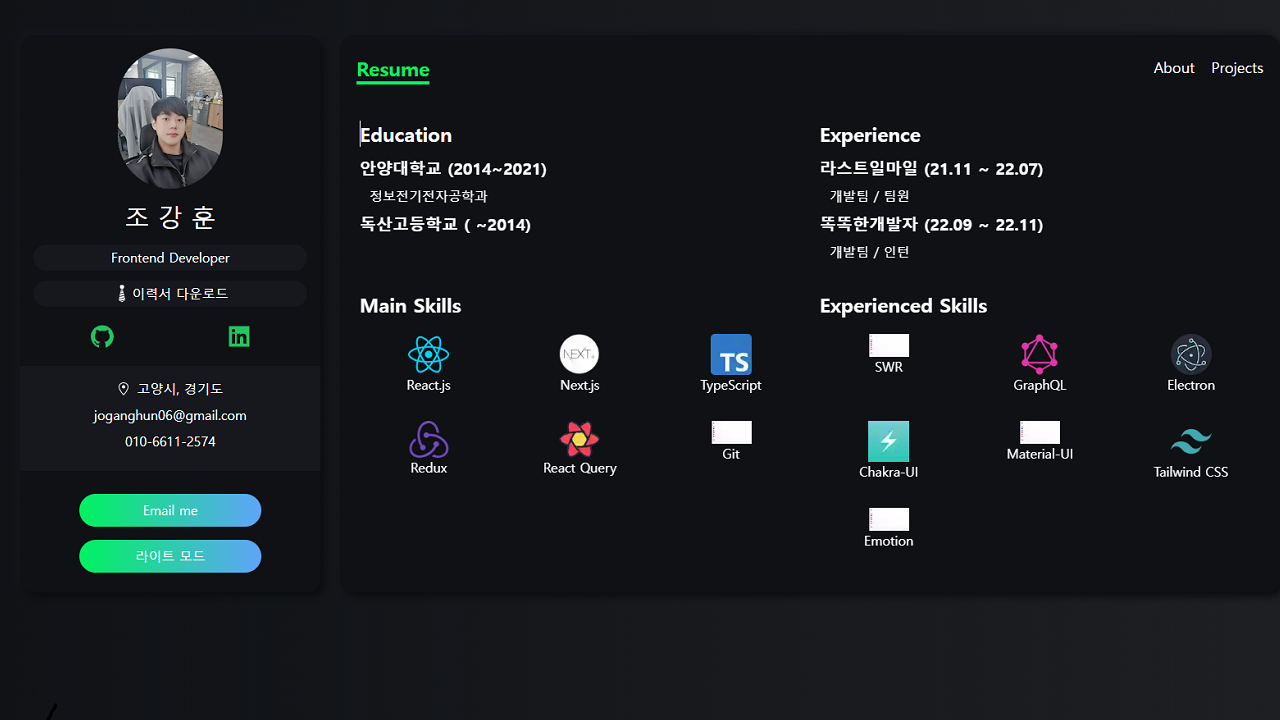 조 강 훈
Frontend Developer
이력서 다운로드
고양시, 경기도
joganghun06@gmail.com
010-6611-2574
Email me
라이트 모드
Resume
About
Projects
Education
안양대학교 (2014~2021)
정보전기전자공학과
독산고등학교 ( ~2014)
Experience
라스트일마일 (21.11 ~ 22.07)
개발팀 / 팀원
똑똑한개발자 (22.09 ~ 22.11)
개발팀 / 인턴
Main Skills
React.js
NEXT.
Next.js
TS
TypeScript
Redux
React Query
Git
Experienced Skills
SWR
GraphQL
Electron
Chakra-UI
Material-UI
Tailwind CSS
Emotion